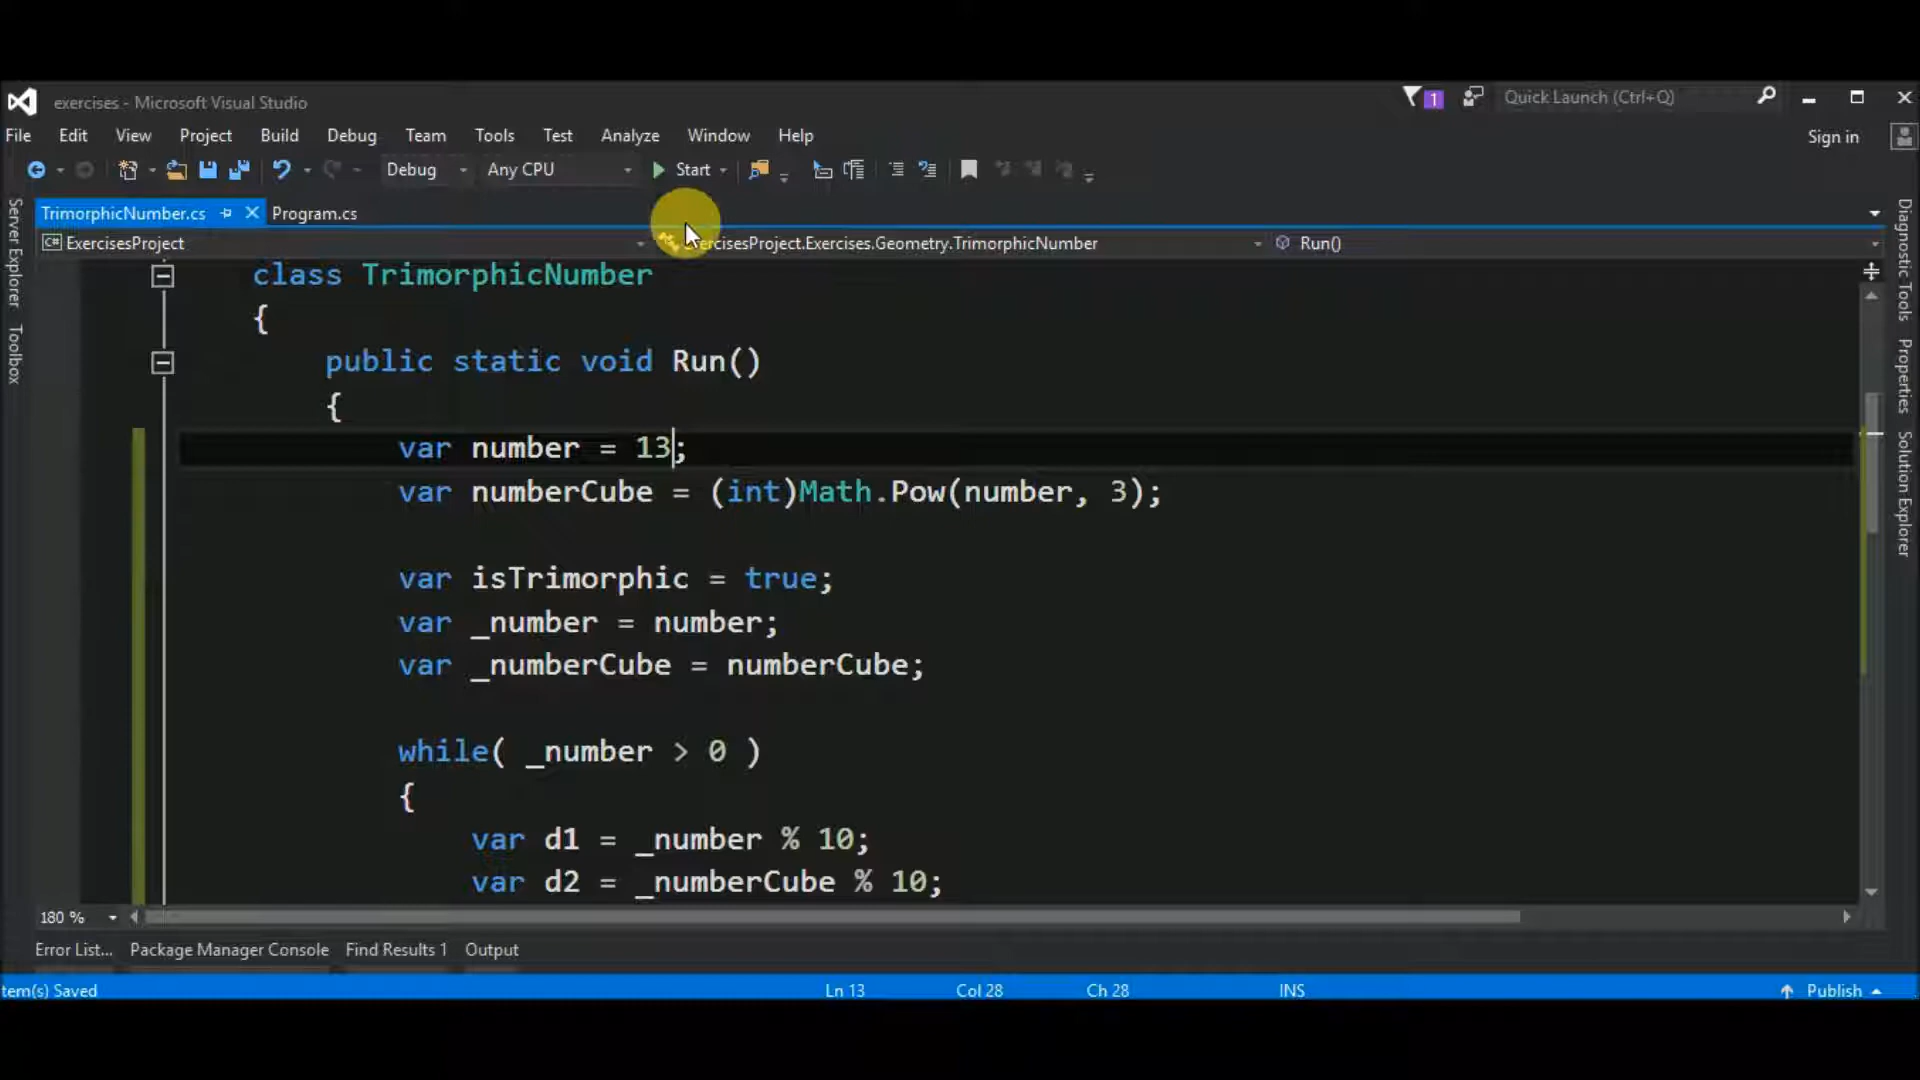 exercises - Microsoft Visual Studio
1
Quick Launch (Ctrl+Q)
File Edit View Project Build Debug Team Tools Test Analyze Window Help
Sign in
Debug Any CPU Start
TrimorphicNumber.cs Program.cs
C# ExercisesProject
ExercisesProject.Exercises.Geometry.TrimorphicNumber
Run()
Server Explorer
Toolbox
class TrimorphicNumber
{
public static void Run()
{
var number = 13;
var numberCube = (int)Math.Pow(number, 3);
var isTrimorphic = true;
var _number = number;
var _numberCube = numberCube;
while( _number > 0 )
{
var d1 = _number % 10;
var d2 = _numberCube % 10;
Diagnostic Tools
Properties
Solution Explorer
180 %
Error List... Package Manager Console Find Results 1 Output
tem(s) Saved
Ln 13 Col 28 Ch 28 INS
Publish